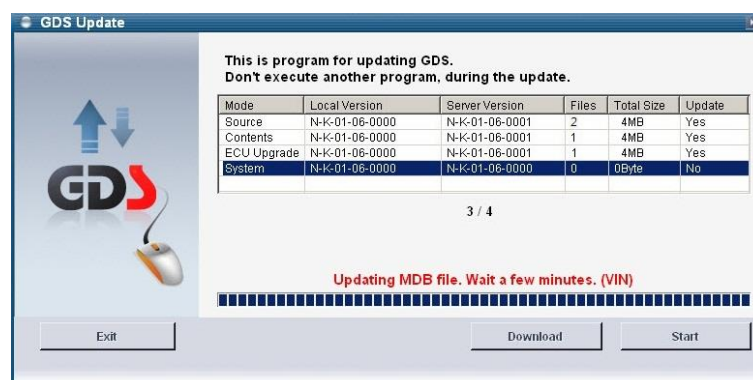 GDS Update
This is program for updating GDS.
Don't execute another program, during the update.
Mode Local Version Server Version Files Total Size Update
Source N-K-01-06-0000 N-K-01-06-0001 2 4MB Yes
Contents N-K-01-06-0000 N-K-01-06-0001 1 4MB Yes
ECU Upgrade N-K-01-06-0000 N-K-01-06-0001 1 4MB Yes
System N-K-01-06-0000 N-K-01-06-0000 0 0Byte No
GDS
3 / 4
Updating MDB file. Wait a few minutes. (VIN)
Exit Download Start